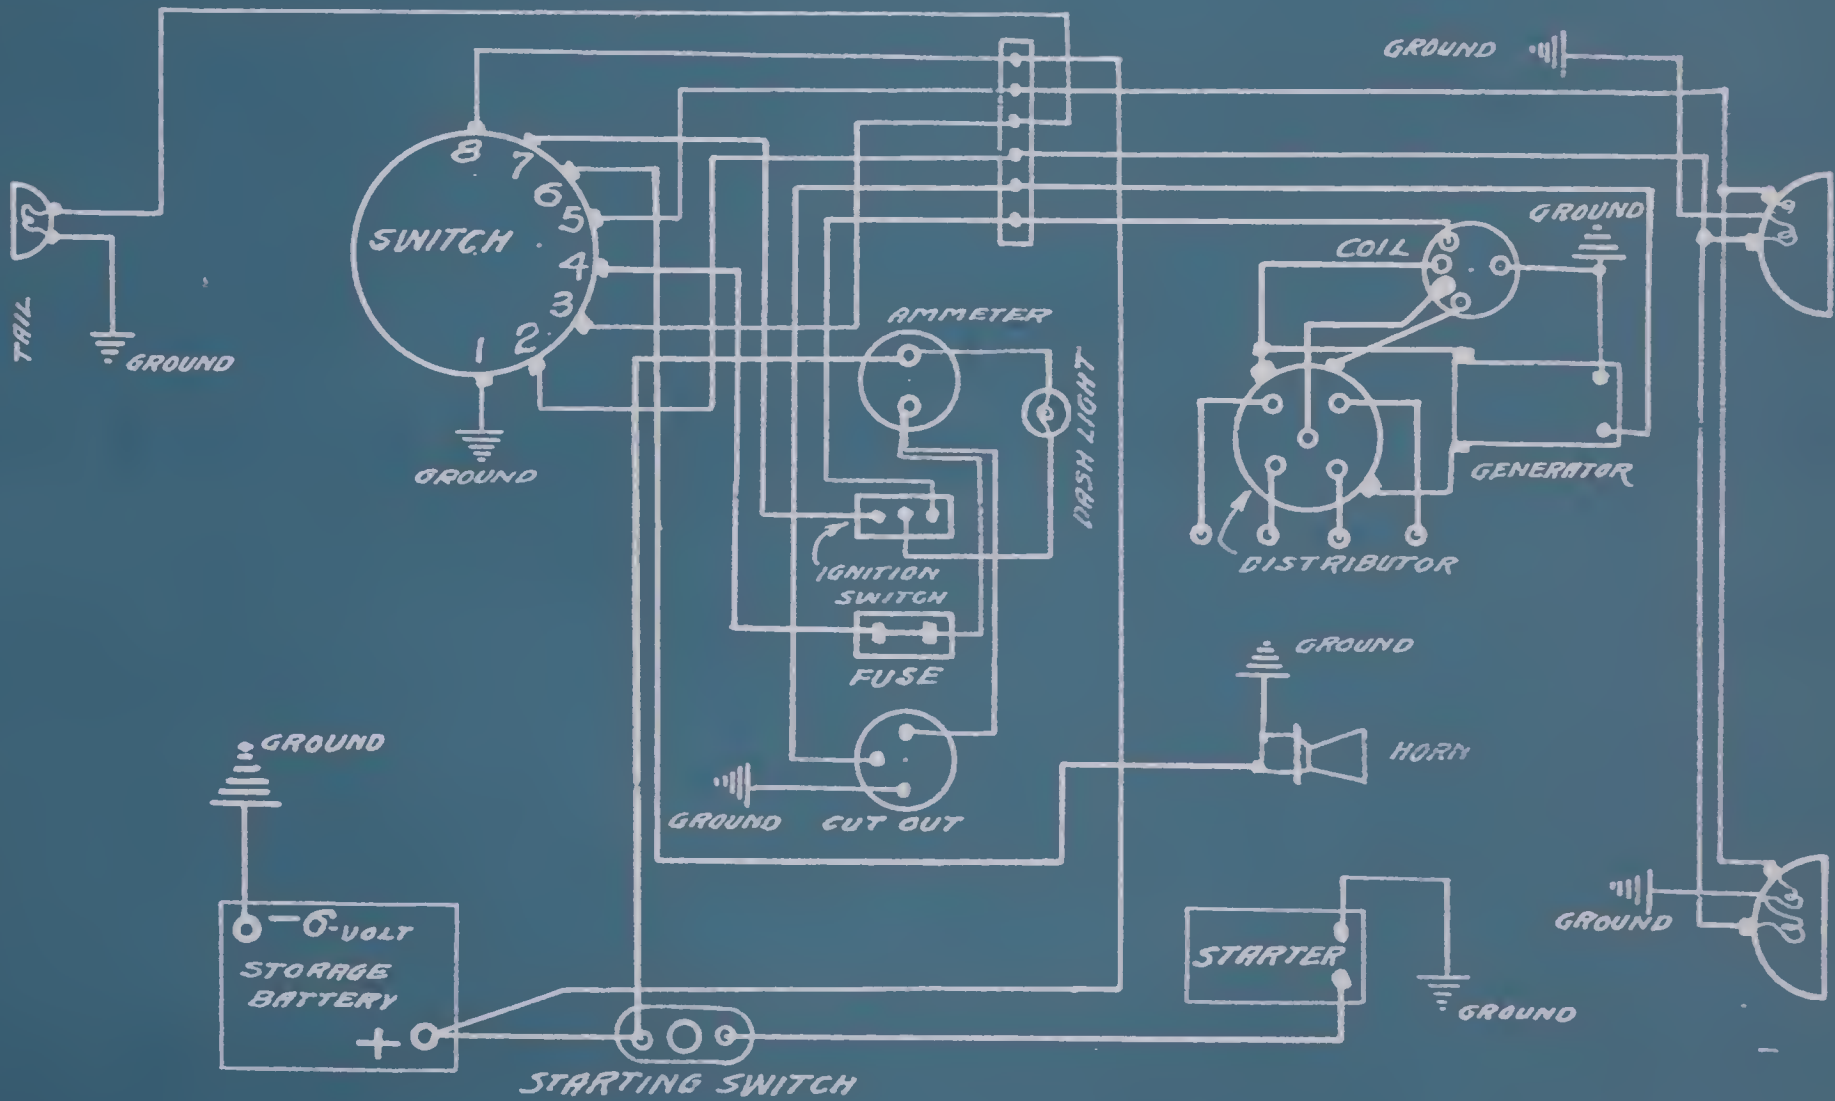 GROUND
8
7
6
5
4
3
2
1
SWITCH
GROUND
COIL
TAIL
GROUND
AMMETER
DASH LIGHT
GROUND
GENERATOR
IGNITION
SWITCH
DISTRIBUTOR
FUSE
GROUND
HORN
GROUND
GROUND
CUT OUT
- 6-VOLT
STORAGE
BATTERY
+
STARTER
GROUND
GROUND
STARTING SWITCH